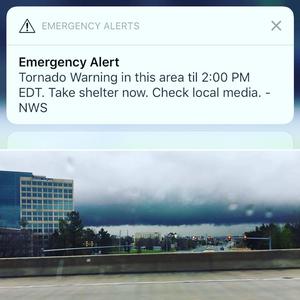 EMERGENCY ALERTS
Emergency Alert
Tornado Warning in this area til 2:00 PM
EDT. Take shelter now. Check local media. -
NWS